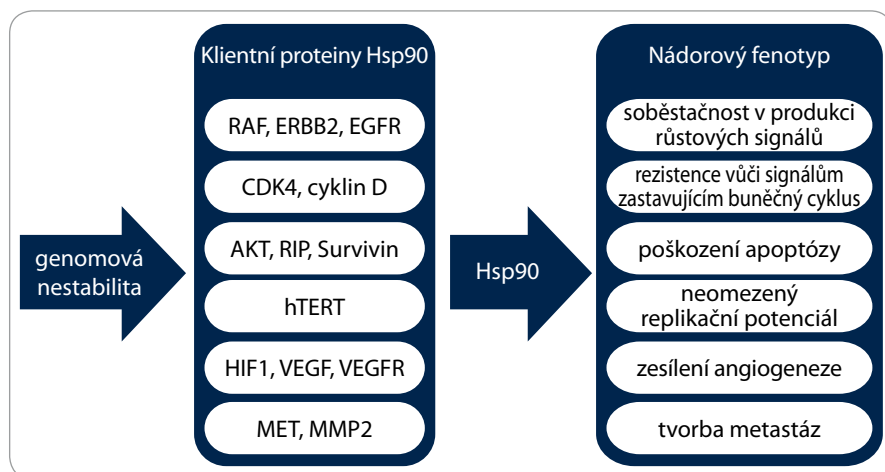 genomová
nestabilita
Klientní proteiny Hsp90
RAF, ERBB2, EGFR
CDK4, cyklin D
AKT, RIP, Survivin
hTERT
HIF1, VEGF, VEGFR
MET, MMP2
Hsp90
Nádorový fenotyp
soběstačnost v produkci
růstových signálů
rezistence vůči signálům
zastavujícím buněčný cyklus
poškození apoptózy
neomezený
replikační potenciál
zesílení angiogeneze
tvorba metastáz